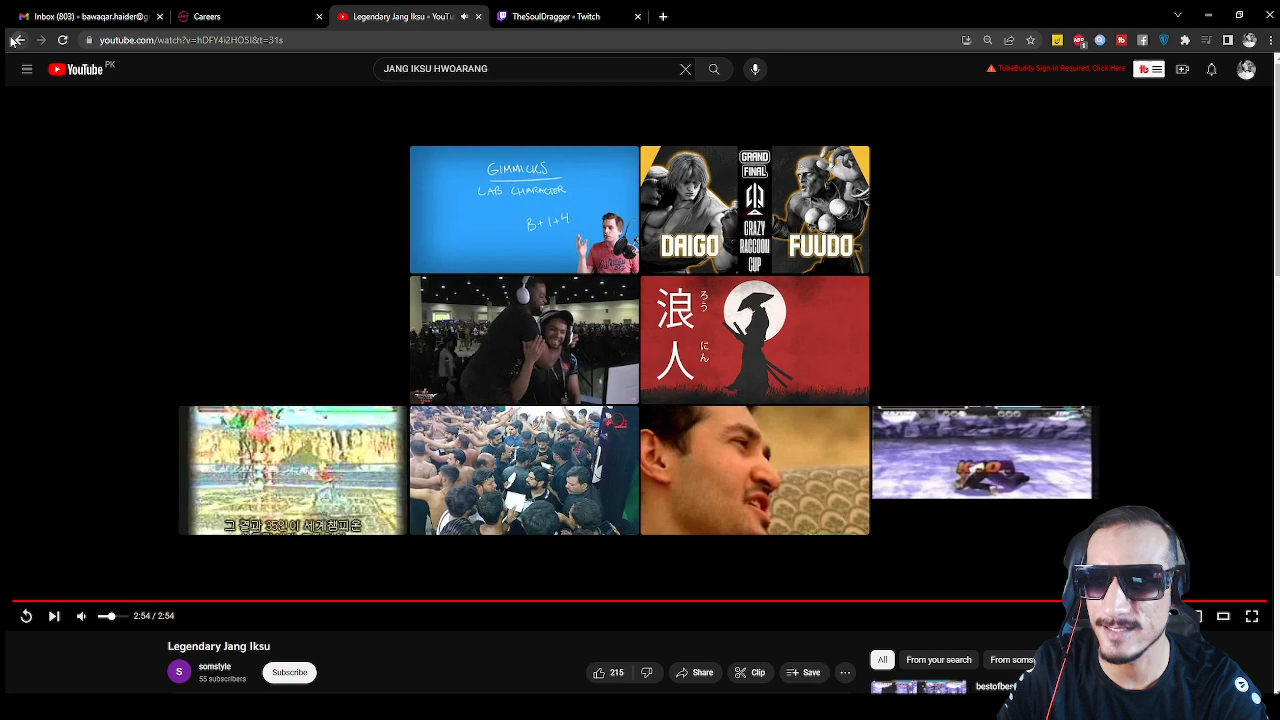 Inbox (803) • bawaqar.haider@g
Careers
Legendary Jang Iksu • YouTu
TheSoulDragger - Twitch
youtube.com/watch?v=hDFY4i2HO5I&t=31s
YouTube PK
JANG IKSU HWOARANG
TubeBuddy Sign-in Required, Click Here
GIMMICKS
LAB CHARACTER
B+1+4
GRAND
FINAL
CRAZY
RACCOON
CUP
DAIGO
FUUDO
浪人
ろう
にん
그 결과 33인이 세계챔피온
2:54 / 2:54
Legendary Jang Iksu
S
somstyle
55 subscribers
Subscribe
215
Share
Clip
Save
All
From your search
From soms
bestofber